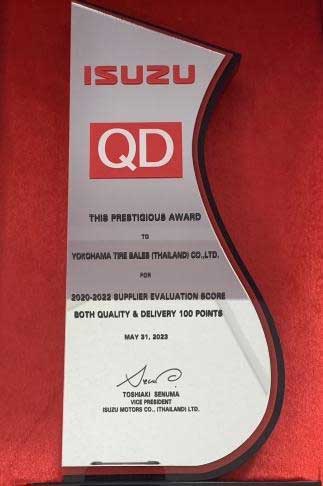 ISUZU
QD
THIS PRESTIGIOUS AWARD
TO
YOKOHAMA TIRE SALES (THAILAND) CO.,LTD.
FOR
2020-2022 SUPPLIER EVALUATION SCORE
BOTH QUALITY & DELIVERY 100 POINTS
MAY 31, 2023
TOSHIAKI SENUMA
VICE PRESIDENT
ISUZU MOTORS CO., (THAILAND) LTD.